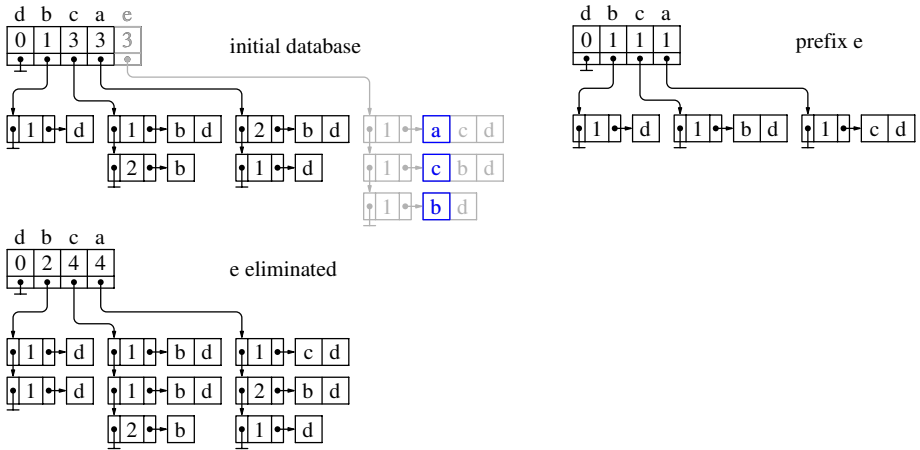 d b c a e
0 1 3 3 3
initial database
1 d
1 b d
2 b d
1 a c d
2 b
1 d
1 c b d
1 b d
d b c a
0 1 1 1
prefix e
1 d
1 b d
1 c d
d b c a
0 2 4 4
e eliminated
1 d
1 b d
1 c d
1 d
1 b d
2 b d
2 b
1 d